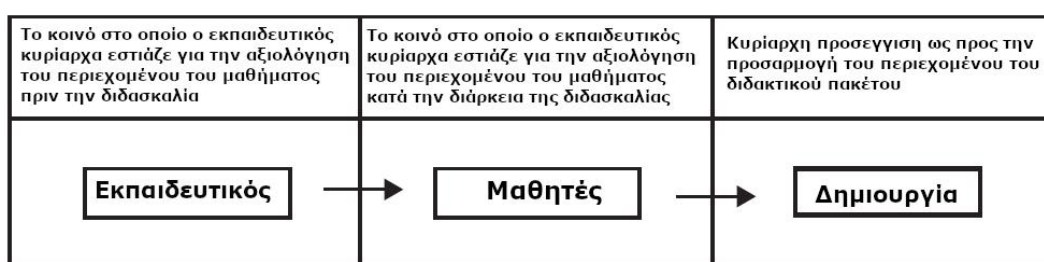 Το κοινό στο οποίο ο εκπαιδευτικός
κυρίαρχα εστιάζε για την αξιολόγηση
του περιεχομένου του μαθήματος
πριν την διδασκαλία
Το κοινό στο οποίο ο εκπαιδευτικός
κυρίαρχα εστιάζε για την αξιολόγηση
του περιεχομένου του μαθήματος
κατά την διάρκεια της διδασκαλίας
Κυρίαρχη προσεγγιση ως προς την
προσαρμογή του περιεχομένου του
διδακτικού πακέτου
Εκπαιδευτικός
Μαθητές
Δημιουργία